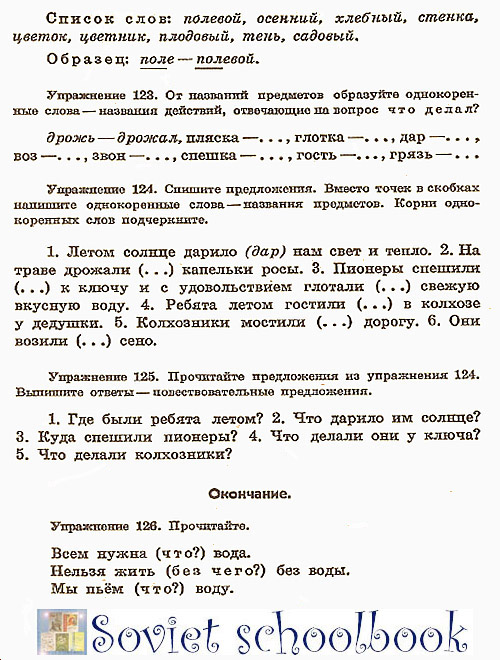 Список слов: полевой, осенний, хлебный, стенка,
цветок, цветник, плодовый, тень, садовый.
Образец: поле — полевой.
Упражнение 123. От названий предметов образуйте однокорен-
ные слова — названия действий, отвечающие на вопрос что делал?
дрожь — дрожал, пляска —..., глотка —..., дар —...,
воз —..., звон —..., спешка —..., гость —..., грязь —...
Упражнение 124. Спишите предложения. Вместо точек в скобках
напишите однокоренные слова — названия предметов. Корни одно-
коренных слов подчеркните.
1. Летом солнце дарило (дар) нам свет и тепло. 2. На
траве дрожали (...) капельки росы. 3. Пионеры спешили
(...) к ключу и с удовольствием глотали (...) свежую
вкусную воду. 4. Ребята летом гостили (...) в колхозе
у дедушки. 5. Колхозники мостили (...) дорогу. 6. Они
возили (...) сено.
Упражнение 125. Прочитайте предложения из упражнения 124.
Выпишите ответы — повествовательные предложения.
1. Где были ребята летом? 2. Что дарило им солнце?
3. Куда спешили пионеры? 4. Что делали они у ключа?
5. Что делали колхозники?
Окончание.
Упражнение 126. Прочитайте.
Всем нужна (что?) вода.
Нельзя жить (без чего?) без воды.
Мы пьём (что?) воду.
Soviet schoolbook